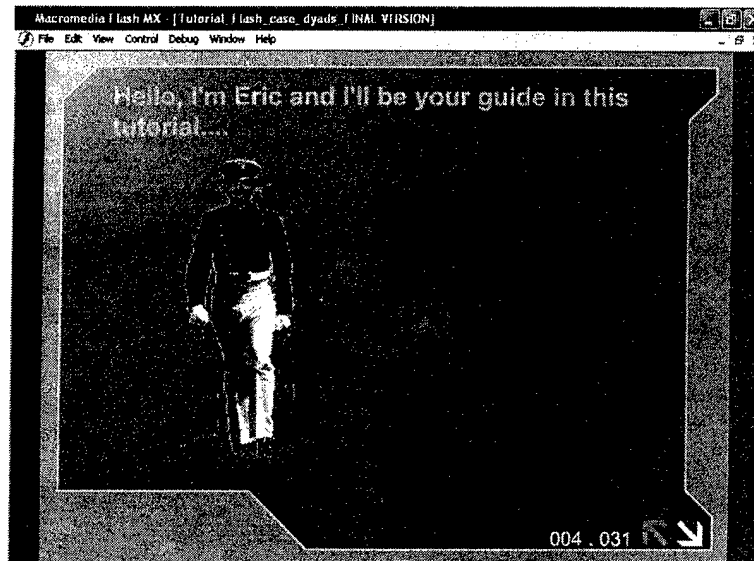 Macromedia Flash MX - [Tutorial_Flash_caso_dyads_FINAL VERSION]
File Edit View Control Debug Window Help
Hello, I'm Eric and I'll be your guide in this
tutorial....
004 . 031